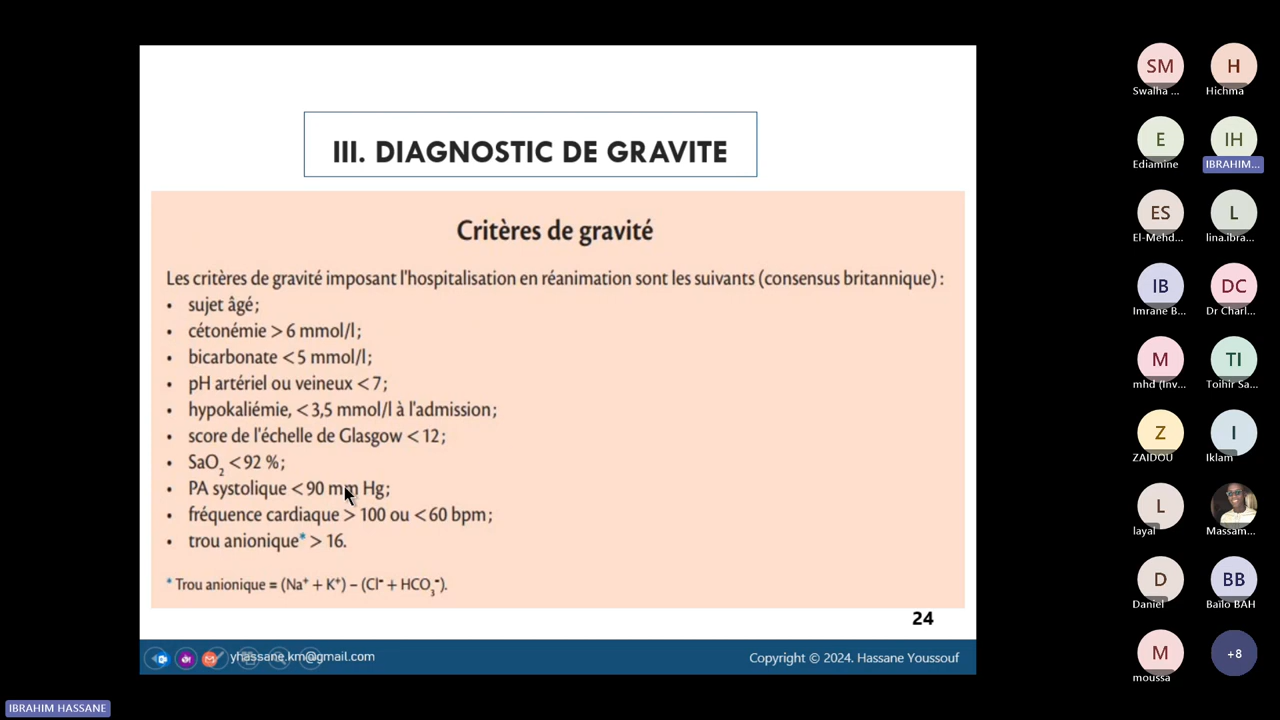 III. DIAGNOSTIC DE GRAVITE
Critères de gravité
Les critères de gravité imposant l'hospitalisation en réanimation sont les suivants (consensus britannique) :
• sujet âgé ;
• cétonémie > 6 mmol/l ;
• bicarbonate < 5 mmol/l ;
• pH artériel ou veineux < 7 ;
• hypokaliémie, < 3,5 mmol/l à l'admission ;
• score de l'échelle de Glasgow < 12 ;
• SaO₂ < 92 % ;
• PA systolique < 90 mm Hg ;
• fréquence cardiaque > 100 ou < 60 bpm ;
• trou anionique* > 16.
* Trou anionique = (Na⁺ + K⁺) – (Cl⁻ + HCO₃⁻).
24
yhassane.km@gmail.com
Copyright © 2024. Hassane Youssouf
IBRAHIM HASSANE
SM
Swalha ...
H
Hichma
E
Ediamine
IH
IBRAHIM...
ES
El-Mehd...
L
lina.ibra...
IB
Imrane B...
DC
Dr Charl...
M
mhd (Inv...
TI
Toihir Sa...
Z
ZAIDOU
I
Iklam
L
layal
Massam...
D
Daniel
BB
Bailo BAH
M
moussa
+8